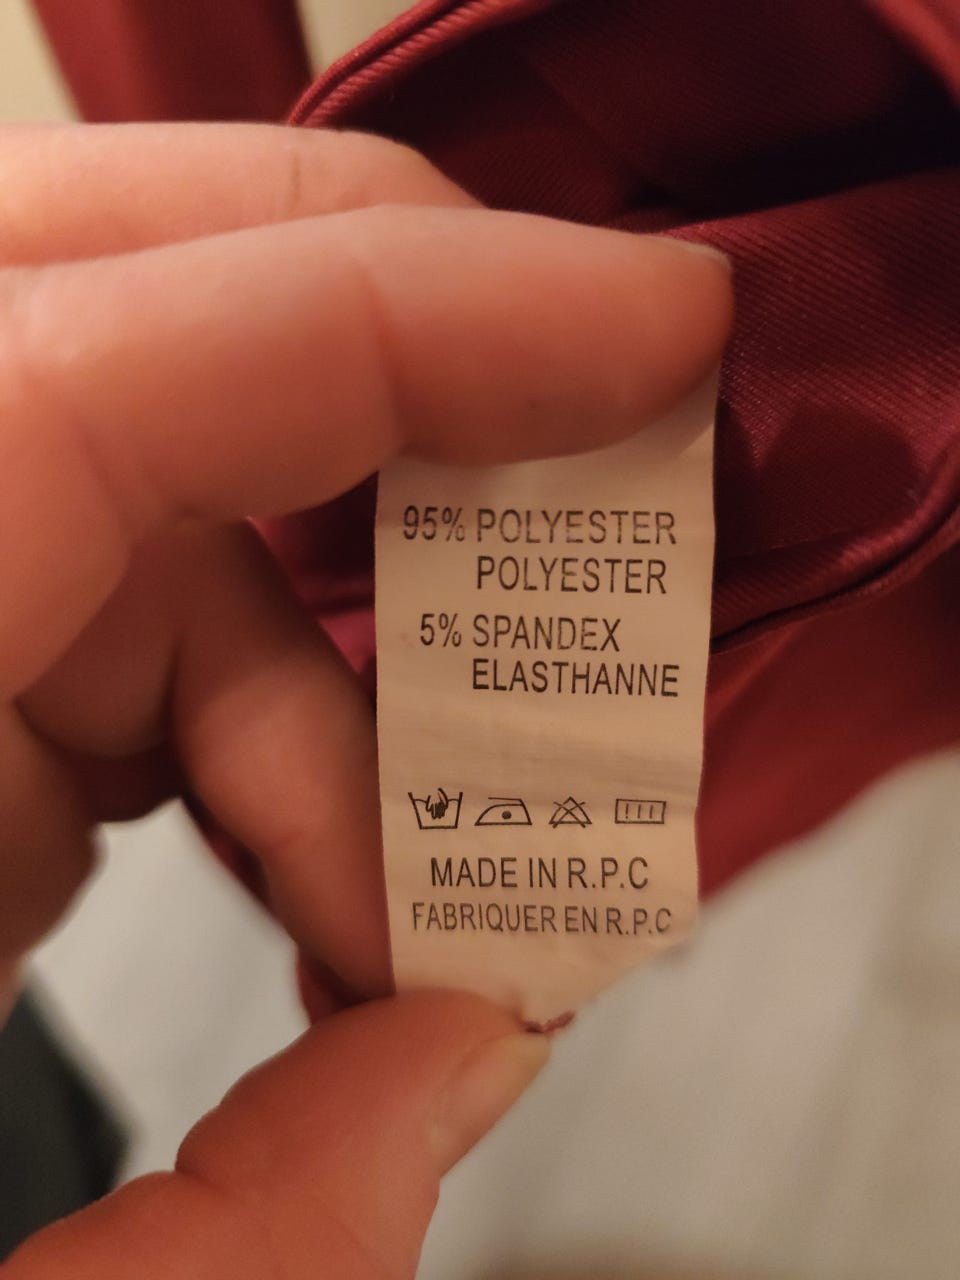 95% POLYESTER
POLYESTER
5% SPANDEX
ELASTHANNE
MADE IN R.P.C
FABRIQUER EN R.P.C